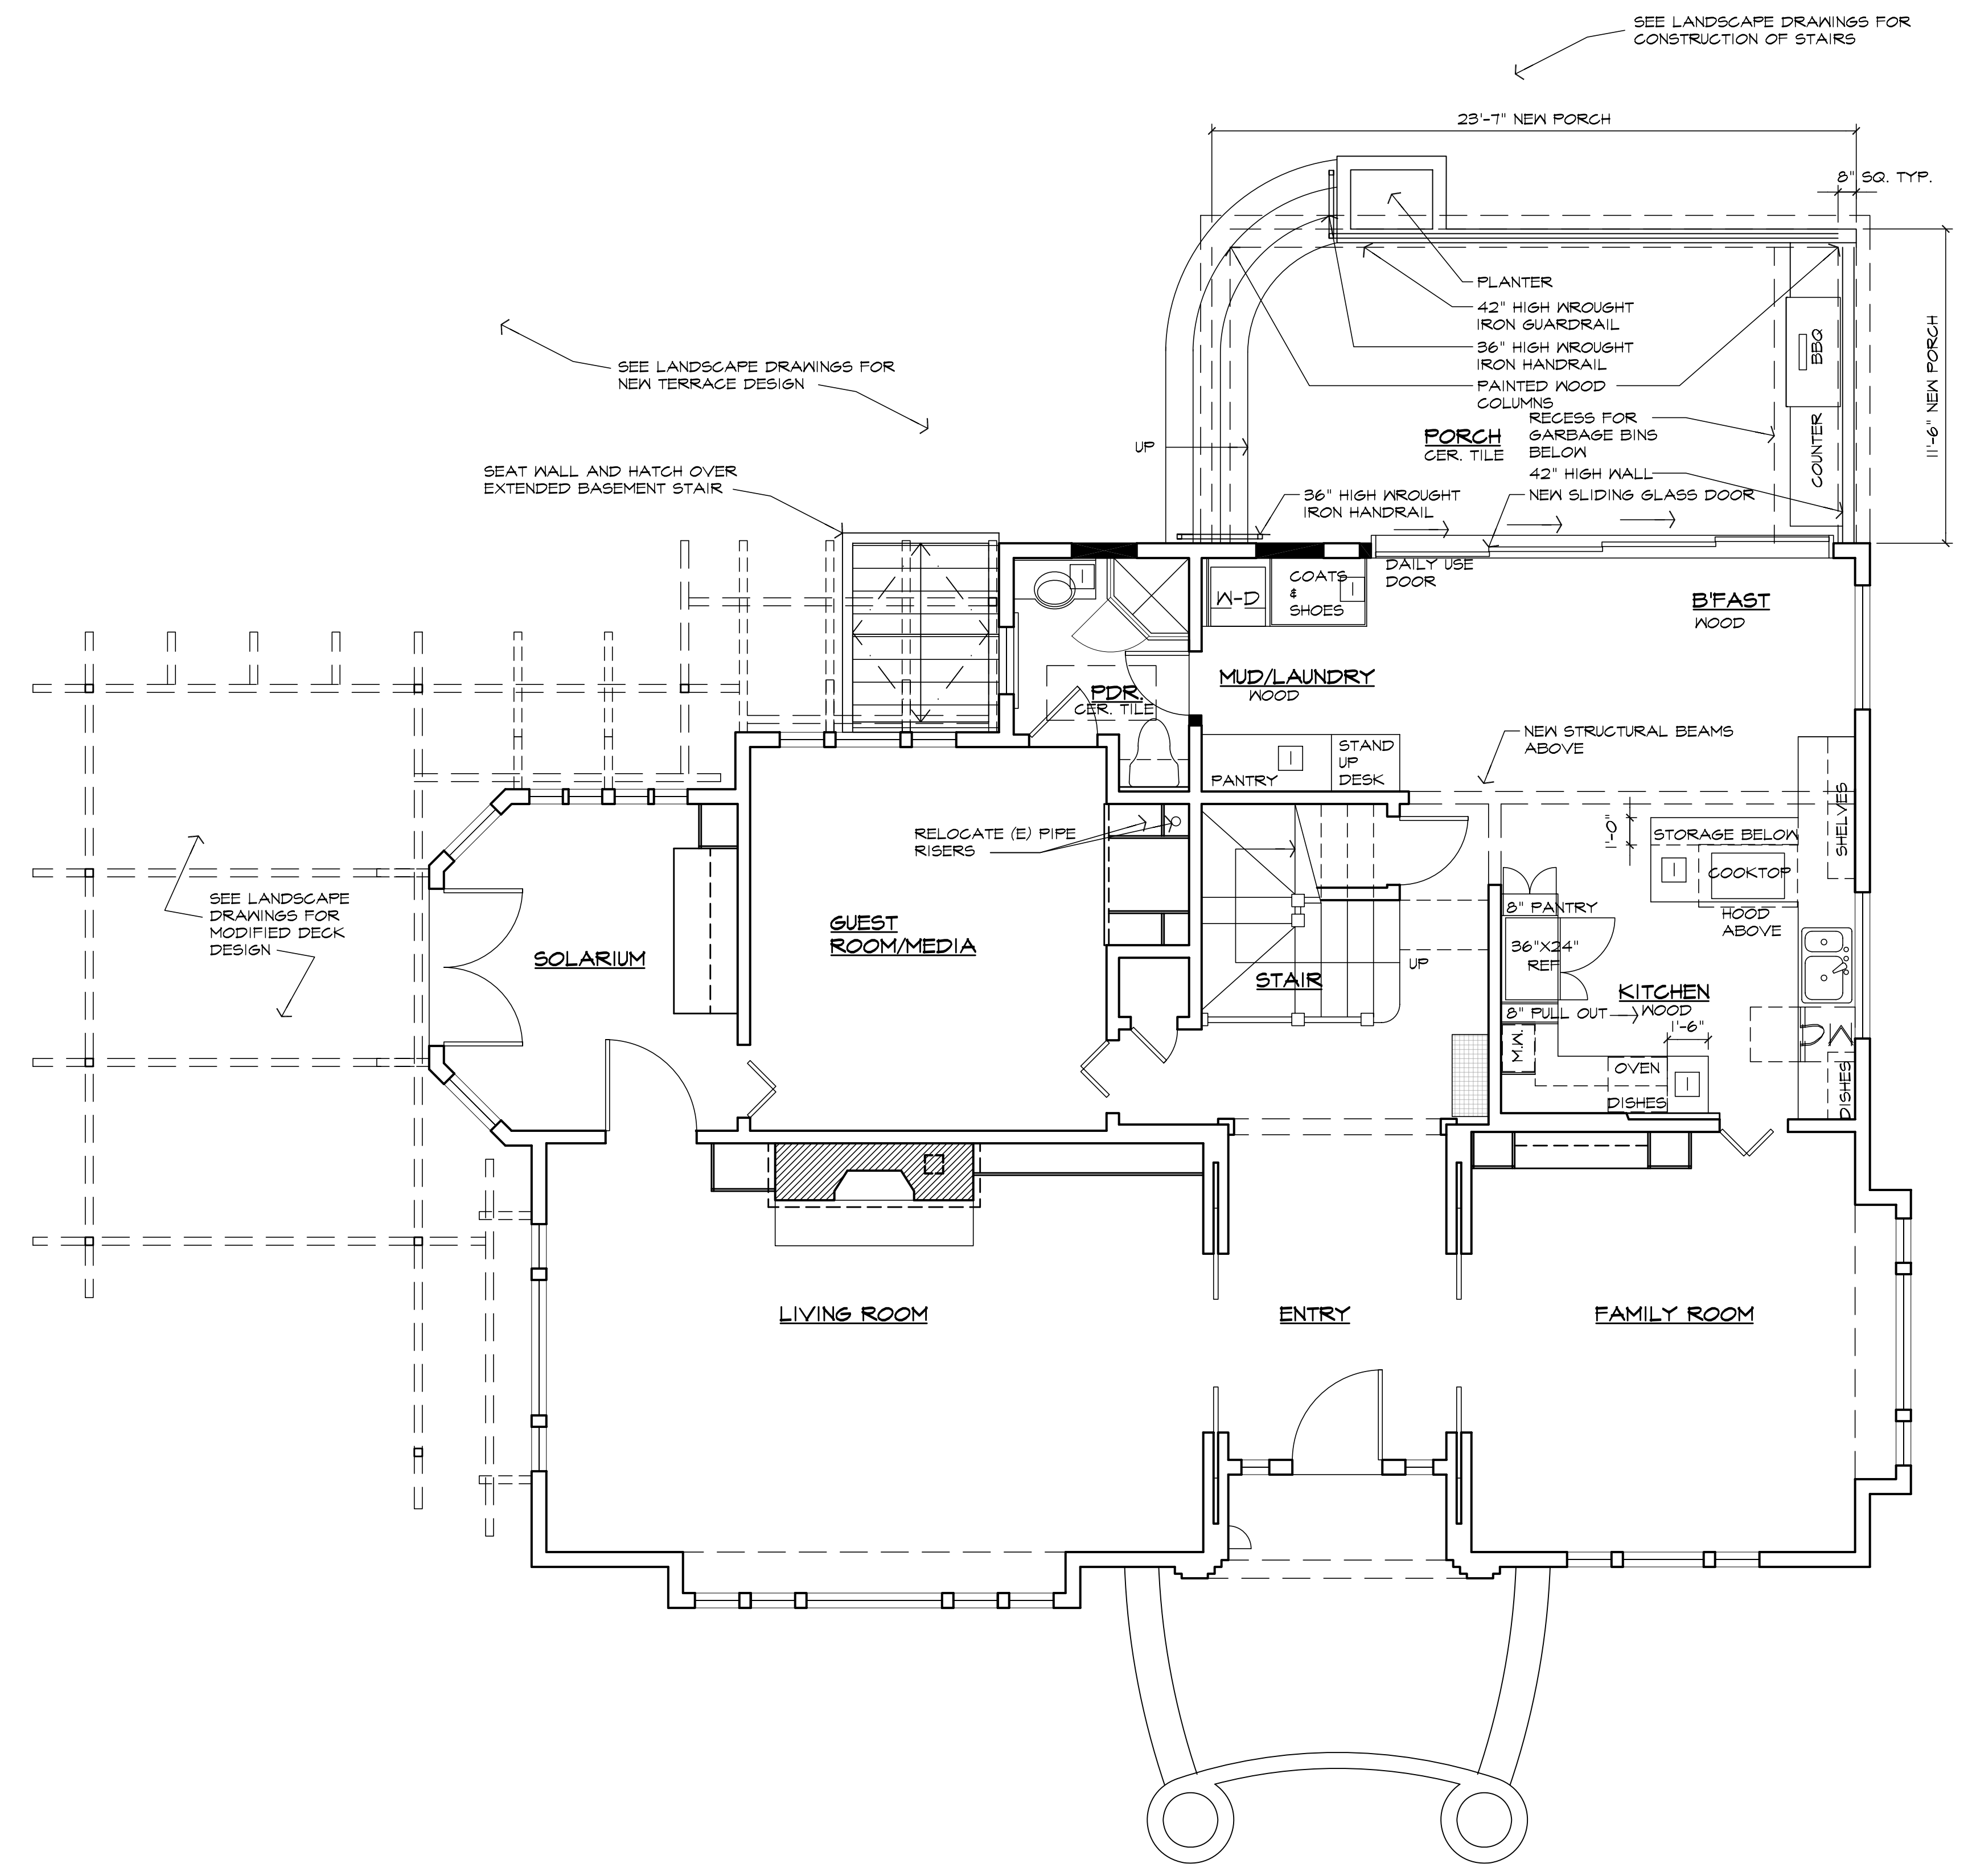 SEE LANDSCAPE DRAWINGS FOR
CONSTRUCTION OF STAIRS
23'-7" NEW PORCH
8" SQ. TYP.
PLANTER
42" HIGH WROUGHT
IRON GUARDRAIL
36" HIGH WROUGHT
IRON HANDRAIL
PAINTED WOOD
COLUMNS
RECESS FOR
GARBAGE BINS
BELOW
42" HIGH WALL
NEW SLIDING GLASS DOOR
BBQ
COUNTER
11'-6" NEW PORCH
PORCH
CER. TILE
UP
36" HIGH WROUGHT
IRON HANDRAIL
SEE LANDSCAPE DRAWINGS FOR
NEW TERRACE DESIGN
SEAT WALL AND HATCH OVER
EXTENDED BASEMENT STAIR
DAILY USE
DOOR
W-D
COATS
&
SHOES
B'FAST
WOOD
MUD/LAUNDRY
WOOD
PDR.
CER. TILE
PANTRY
STAND
UP
DESK
NEW STRUCTURAL BEAMS
ABOVE
RELOCATE (E) PIPE
RISERS
1'-0"
STORAGE BELOW
COOKTOP
HOOD
ABOVE
SHELVES
8" PANTRY
36"X24"
REF
8" PULL OUT
KITCHEN
WOOD
1'-6"
M.W.
OVEN
DISHES
DISHES
SEE LANDSCAPE
DRAWINGS FOR
MODIFIED DECK
DESIGN
SOLARIUM
GUEST
ROOM/MEDIA
STAIR
UP
LIVING ROOM
ENTRY
FAMILY ROOM